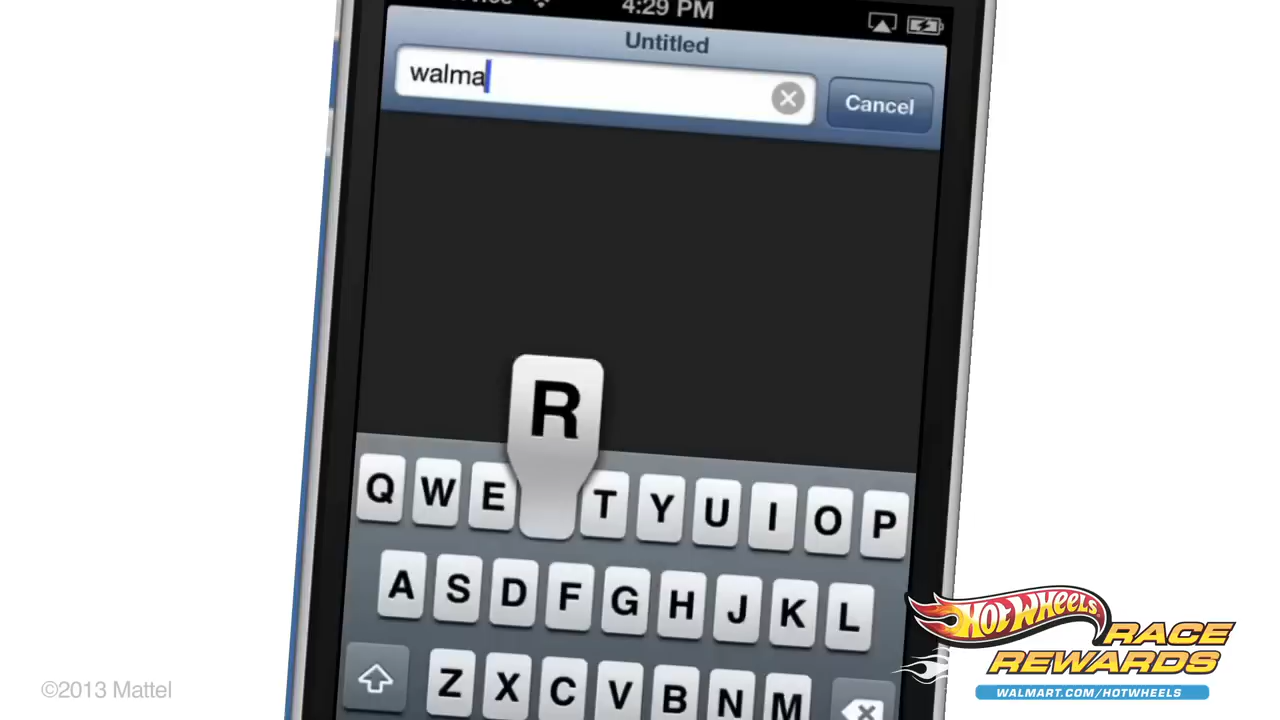 4:29 PM
Untitled
walma
Cancel
R
Q W E T Y U I O P
A S D F G H J K L
Z X C V B N M
HOT WHEELS
RACE
REWARDS
WALMART.COM/HOTWHEELS
©2013 Mattel